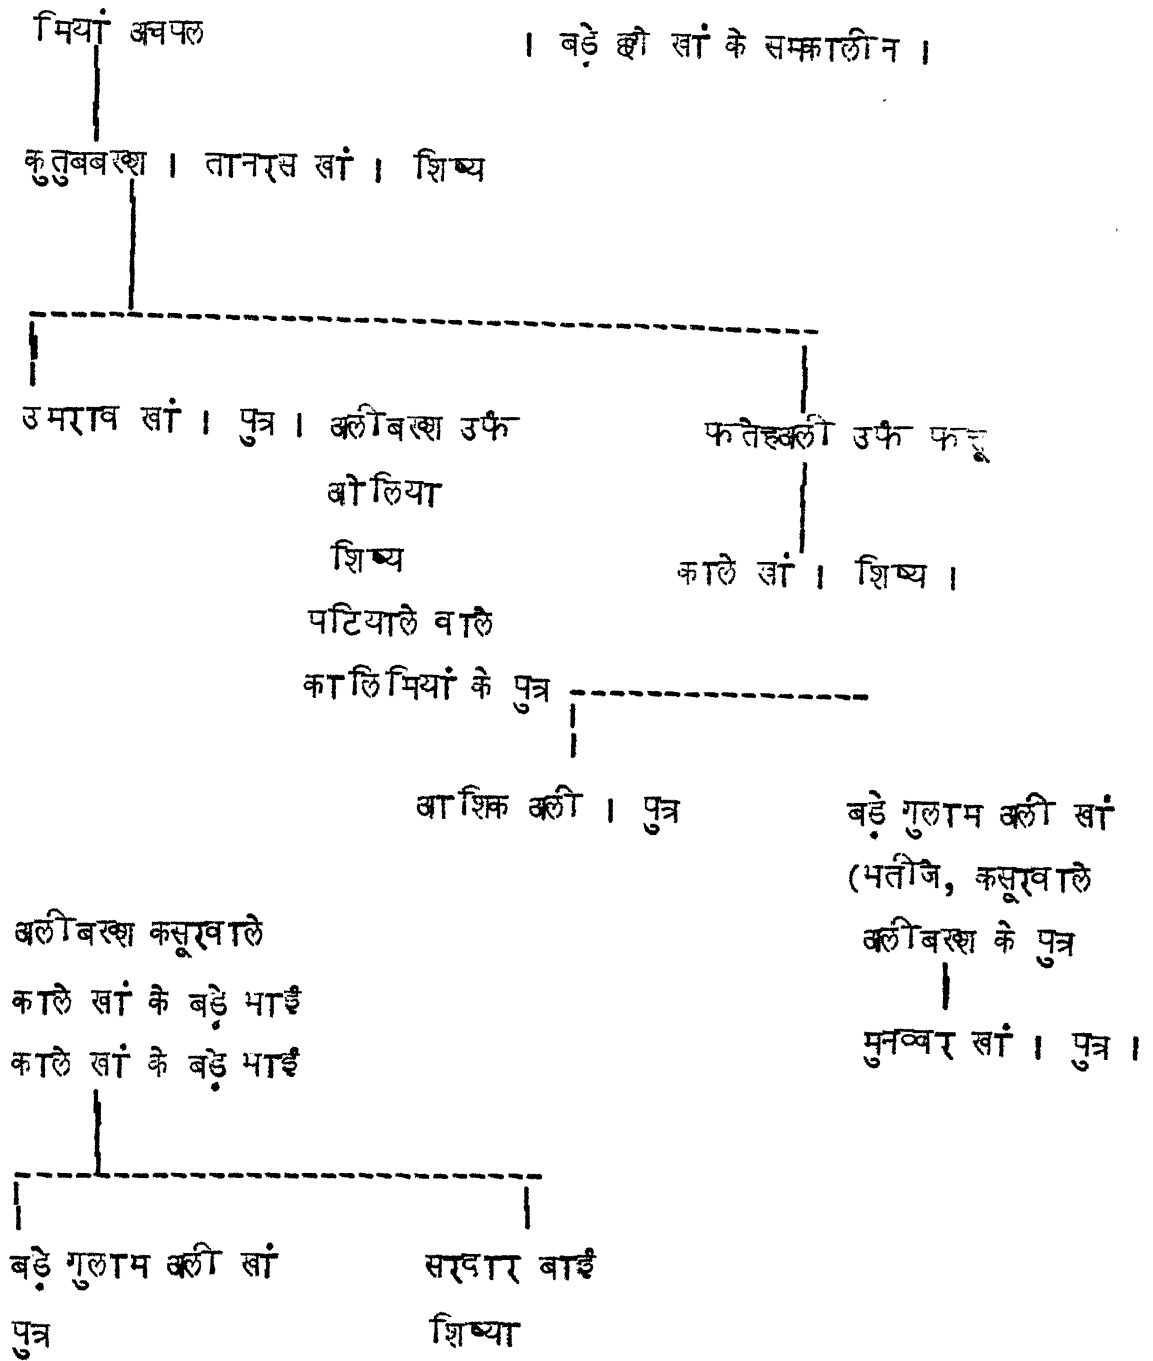 मियां अचपल । बड़े खां के समकालीन ।
कुतुबबख्श । तानरस खां । शिष्य
उमराव खां । पुत्र । अलीबख्श उर्फ फतेहअली उर्फ फत्तू
ओलिया
शिष्य काले खां । शिष्य ।
पटियाले वाले
कालिमियां के पुत्र
आशिक अली । पुत्र बड़े गुलाम अली खां
(भतीजे, कसूरवाले
अलीबख्श कसूरवाले अलीबख्श के पुत्र
काले खां के बड़े भाई
काले खां के बड़े भाई मुनव्वर खां । पुत्र ।
बड़े गुलाम अली खां सरदार बाई
पुत्र शिष्या